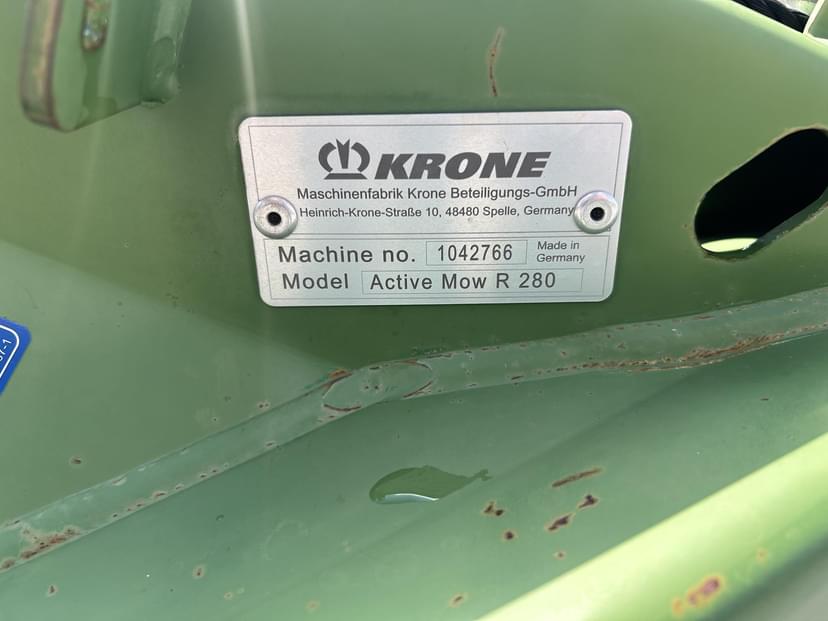 KRONE
Maschinenfabrik Krone Beteiligungs-GmbH
Heinrich-Krone-Straße 10, 48480 Spelle, Germany
Machine no. 1042766 Made in
Germany
Model Active Mow R 280